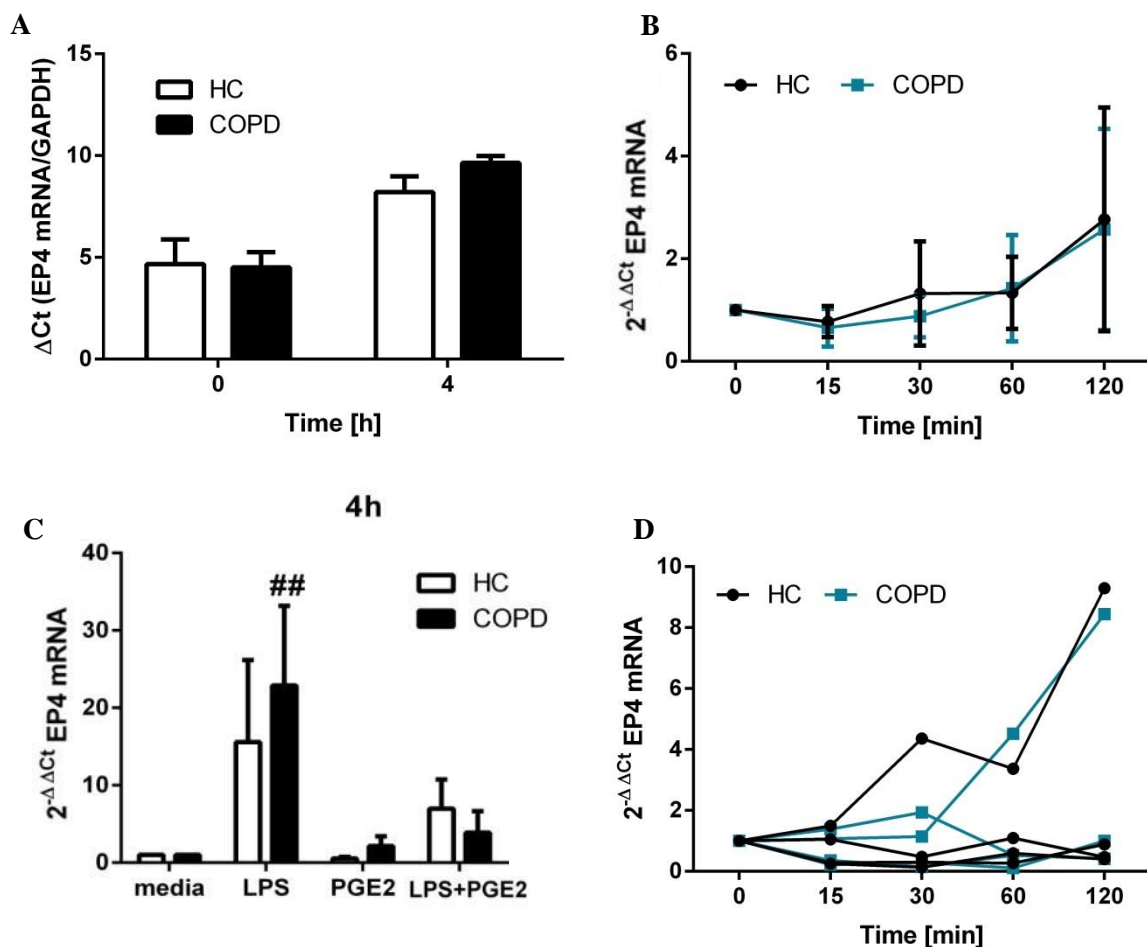 A
15
10
5
0
ΔCt (EP4 mRNA/GAPDH)
HC
COPD
0 4
Time [h]
B
6
4
2
0
2^-Δ ΔCt EP4 mRNA
HC COPD
0 15 30 60 120
Time [min]
C
4h
40
30
20
10
0
2^-Δ ΔCt EP4 mRNA
##
HC
COPD
media LPS PGE2 LPS+PGE2
D
10
8
6
4
2
0
2^-Δ ΔCt EP4 mRNA
HC COPD
0 15 30 60 120
Time [min]